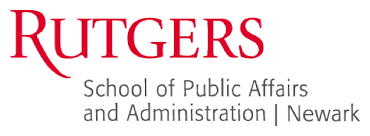 RUTGERS
School of Public Affairs
and Administration | Newark